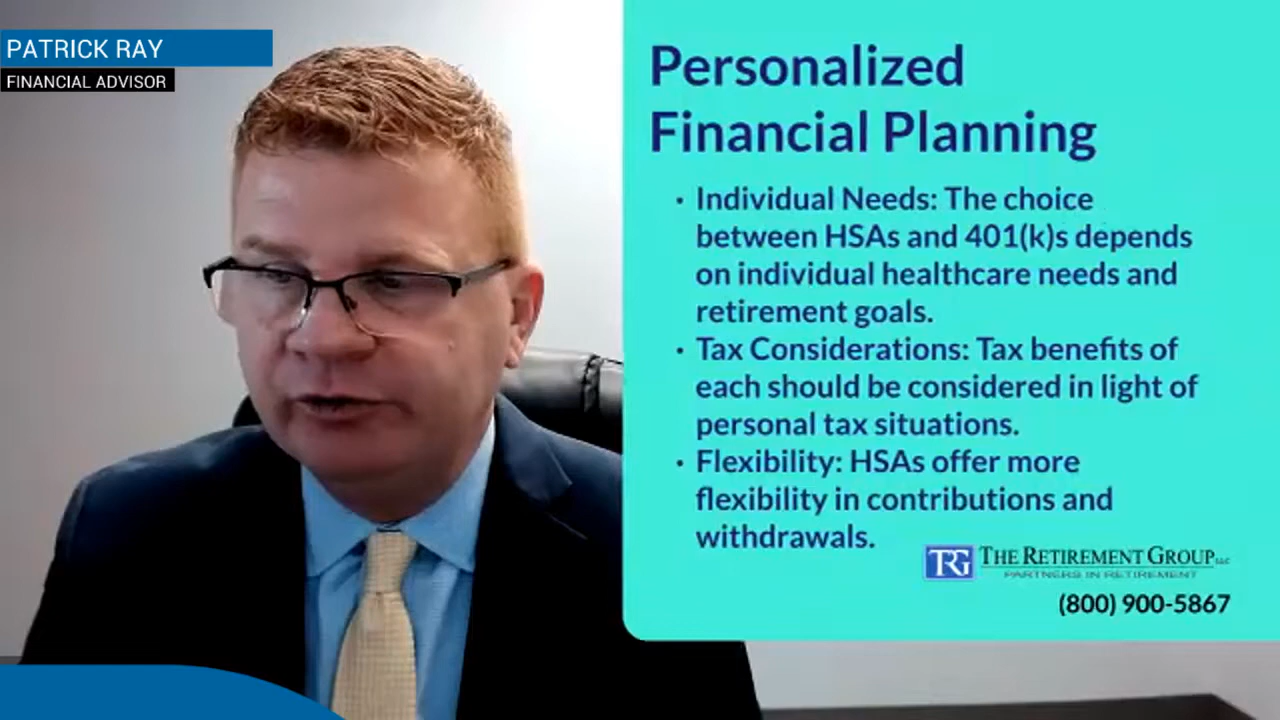 PATRICK RAY
FINANCIAL ADVISOR
Personalized
Financial Planning
• Individual Needs: The choice
between HSAs and 401(k)s depends
on individual healthcare needs and
retirement goals.
• Tax Considerations: Tax benefits of
each should be considered in light of
personal tax situations.
• Flexibility: HSAs offer more
flexibility in contributions and
withdrawals.
TRG THE RETIREMENT GROUP LLC
PARTNERS IN RETIREMENT
(800) 900-5867